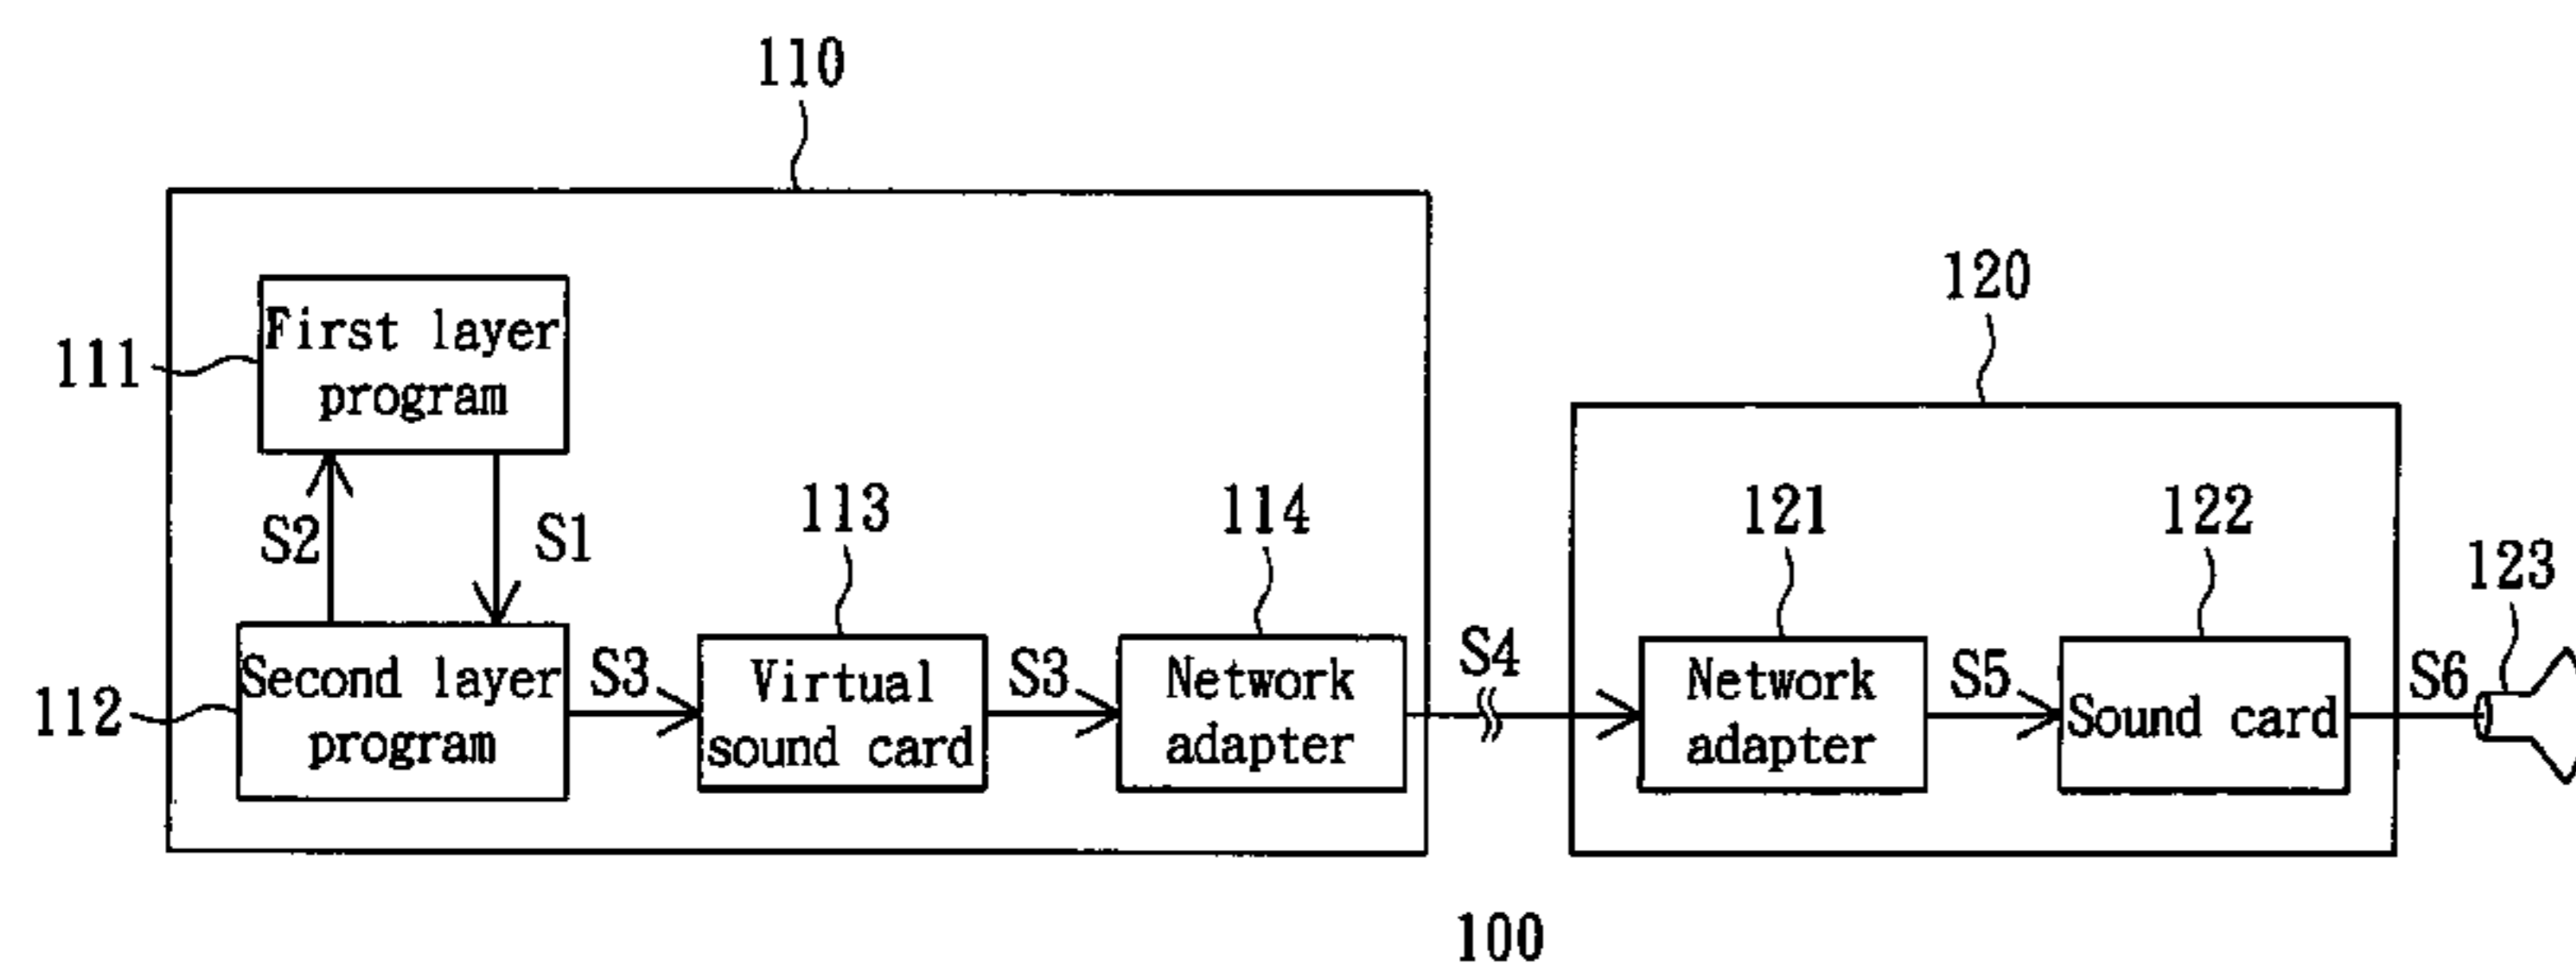 110
120
First layer
program
111
S2
S1
113
114
121
122
123
Second layer
program
112
S3
Virtual
sound card
S3
Network
adapter
S4
Network
adapter
S5
Sound card
S6
100